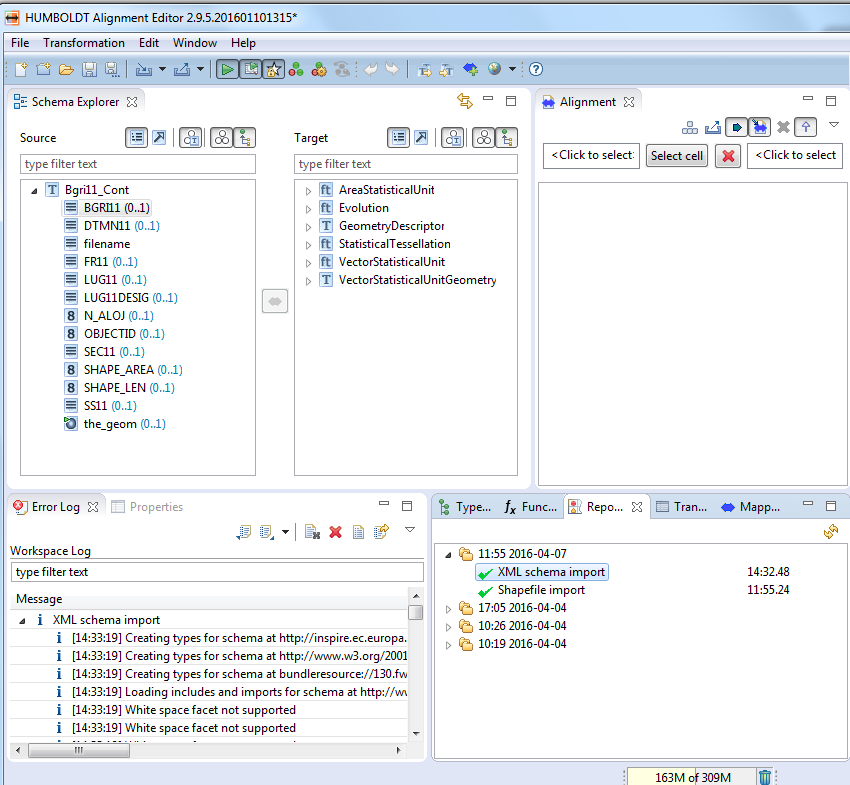 HUMBOLDT Alignment Editor 2.9.5.201601101315*
File Transformation Edit Window Help
Schema Explorer
Source
Target
type filter text
type filter text
Bgri11_Cont
BGRI11 (0..1)
DTMN11 (0..1)
filename
FR11 (0..1)
LUG11 (0..1)
LUG11DESIG (0..1)
N_ALOJ (0..1)
OBJECTID (0..1)
SEC11 (0..1)
SHAPE_AREA (0..1)
SHAPE_LEN (0..1)
SS11 (0..1)
the_geom (0..1)
AreaStatisticalUnit
Evolution
GeometryDescriptor
StatisticalTessellation
VectorStatisticalUnit
VectorStatisticalUnitGeometry
Alignment
<Click to select: Select cell <Click to select
Error Log Properties
Workspace Log
type filter text
Message
XML schema import
[14:33:19] Creating types for schema at http://inspire.ec.europa.
[14:33:19] Creating types for schema at http://www.w3.org/2001
[14:33:19] Creating types for schema at bundleresource://130.fw
[14:33:19] Loading includes and imports for schema at http://w
[14:33:19] White space facet not supported
[14:33:19] White space facet not supported
Type... Func... Repo... Tran... Mapp...
11:55 2016-04-07
XML schema import 14:32.48
Shapefile import 11:55.24
17:05 2016-04-04
10:26 2016-04-04
10:19 2016-04-04
163M of 309M